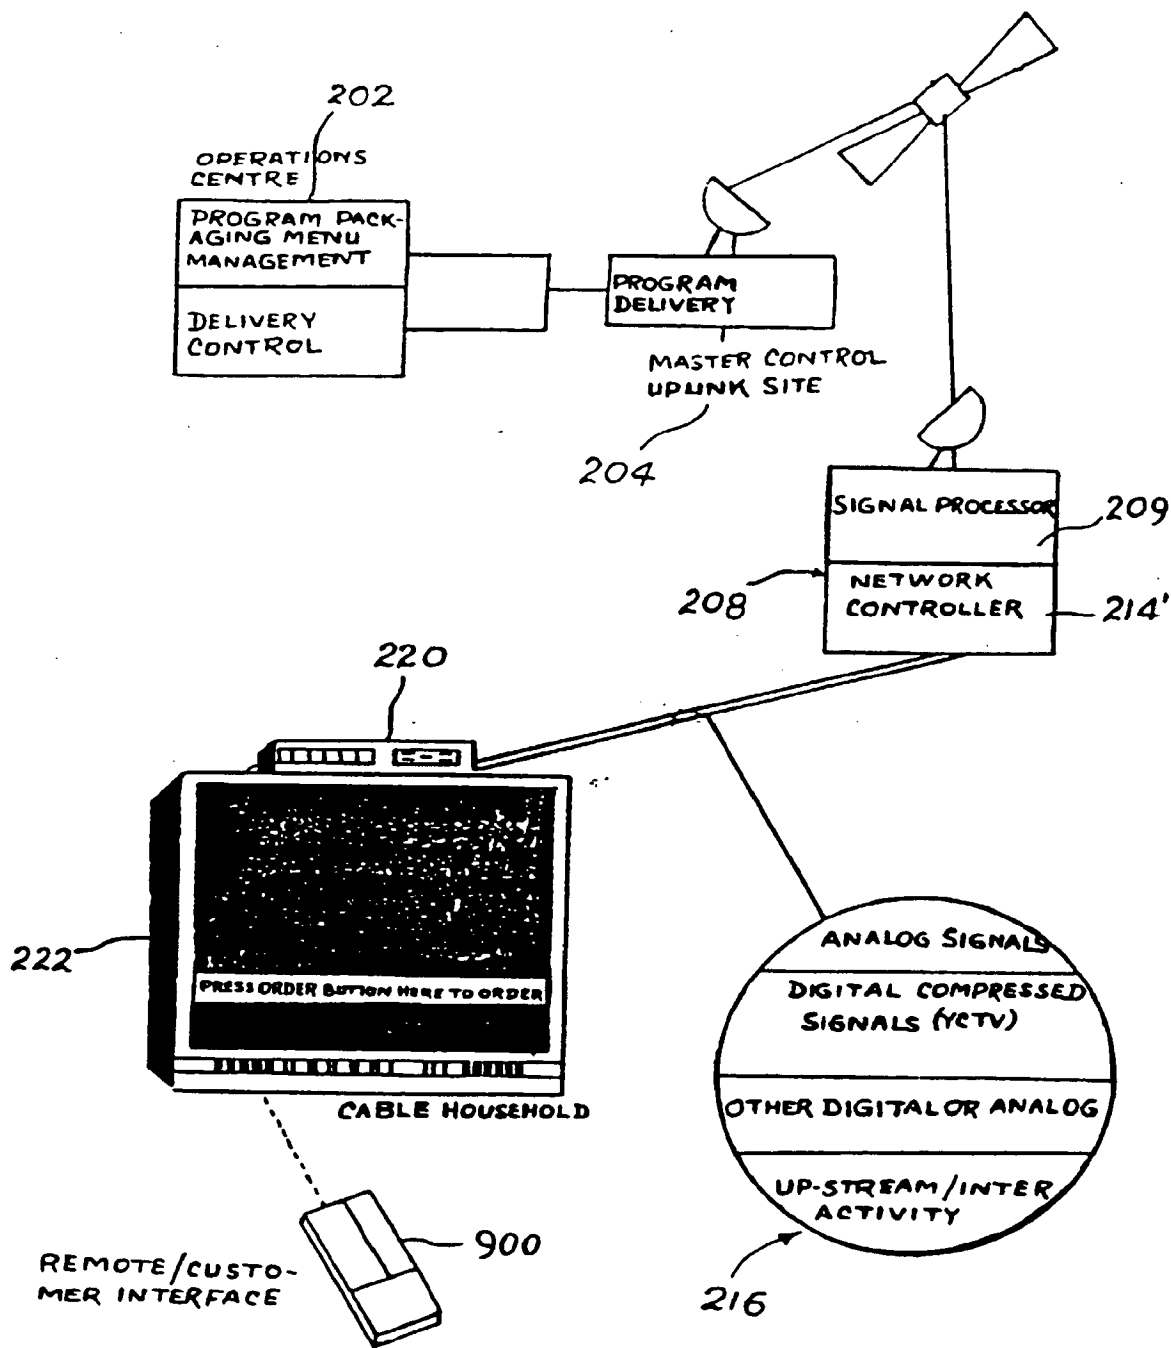 202
OPERATIONS
CENTRE
PROGRAM PACK-
AGING MENU
MANAGEMENT
DELIVERY
CONTROL
PROGRAM
DELIVERY
MASTER CONTROL
UPLINK SITE
204
SIGNAL PROCESSOR
209
NETWORK
CONTROLLER
208
214'
220
222
PRESS ORDER BUTTON HERE TO ORDER
CABLE HOUSEHOLD
ANALOG SIGNALS
DIGITAL COMPRESSED
SIGNALS (YCTV)
OTHER DIGITAL OR ANALOG
UP-STREAM/INTER
ACTIVITY
216
900
REMOTE/CUSTO-
MER INTERFACE